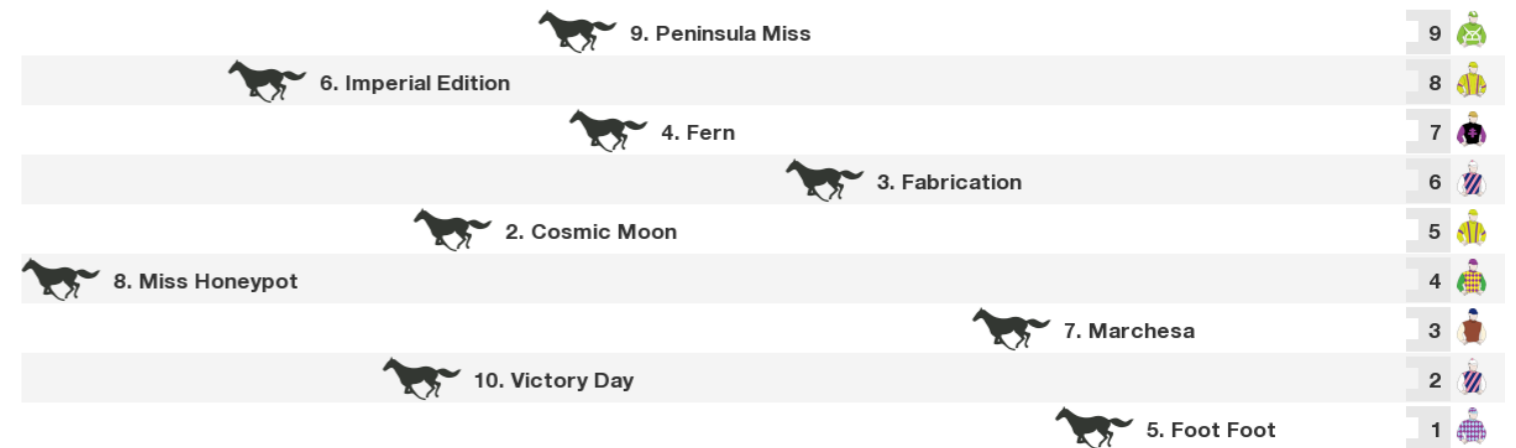 9. Peninsula Miss 9
6. Imperial Edition 8
4. Fern 7
3. Fabrication 6
2. Cosmic Moon 5
8. Miss Honeypot 4
7. Marchesa 3
10. Victory Day 2
5. Foot Foot 1